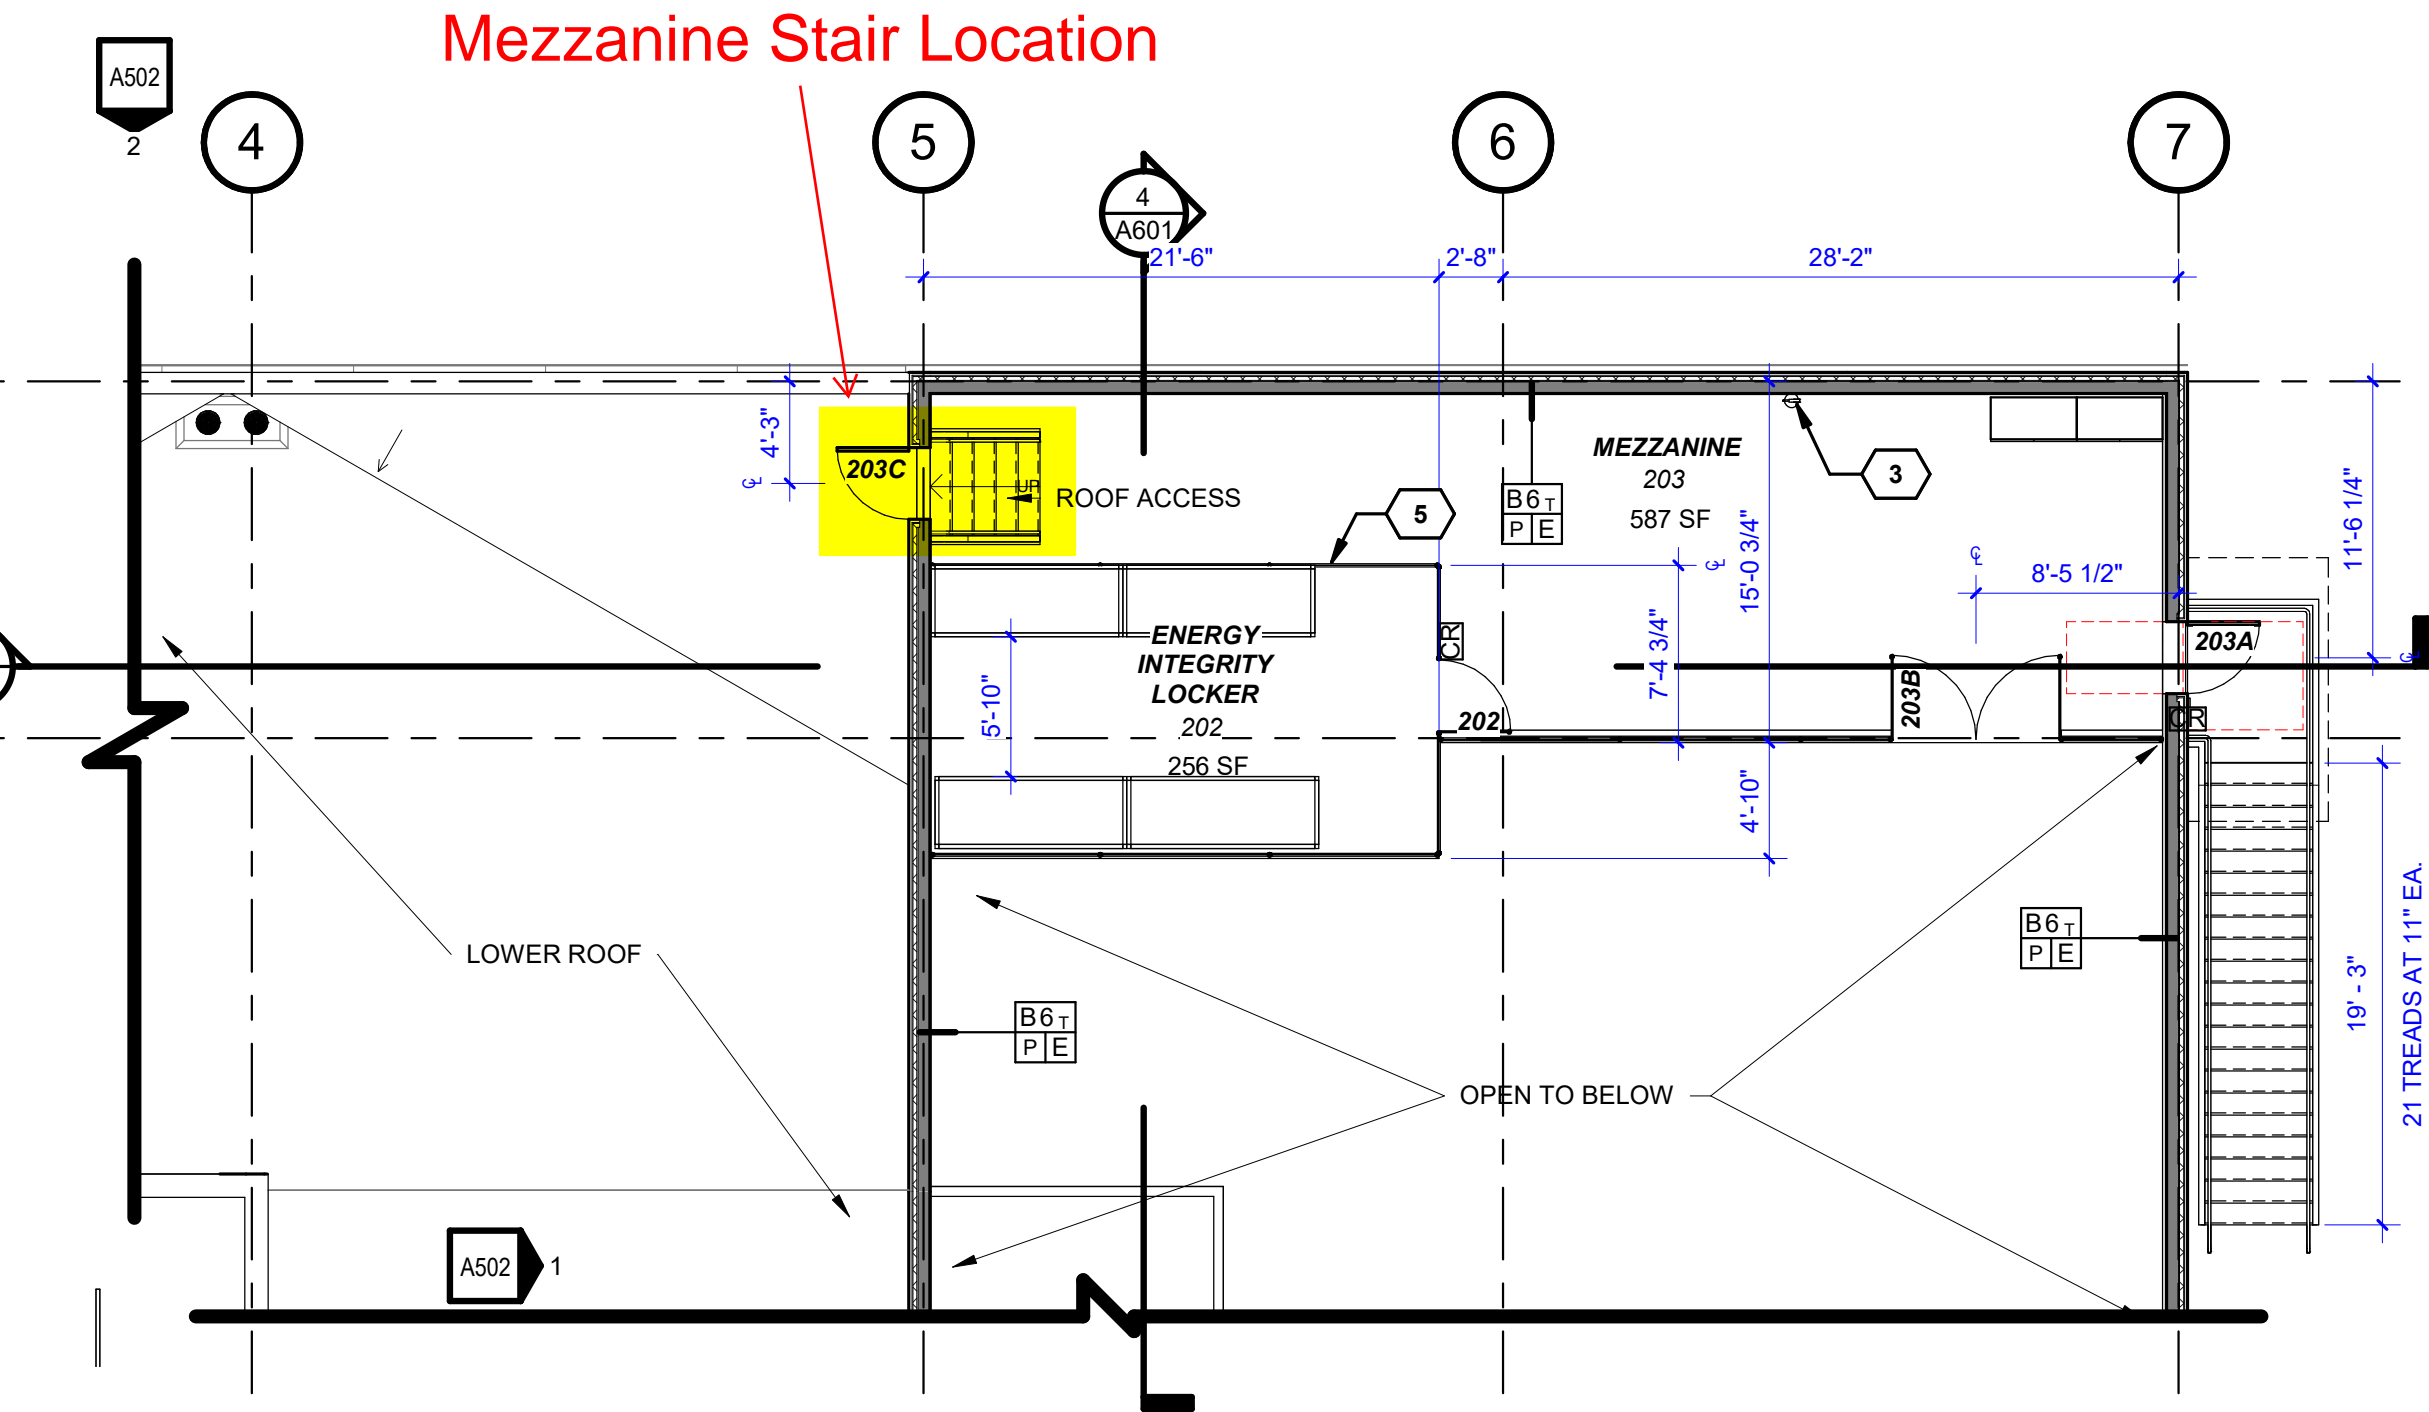 Mezzanine Stair Location
A502
2
4
5
6
7
4
A601
21'-6"
2'-8"
28'-2"
4'-3"
℄
203C
UP
ROOF ACCESS
5
B6T
P E
MEZZANINE
203
587 SF
3
15'-0 3/4"
7'-4 3/4"
℄
℄
8'-5 1/2"
11'-6 1/4"
℄
ENERGY
INTEGRITY
LOCKER
202
256 SF
5'-10"
CR
202
203B
203A
CR
4'-10"
LOWER ROOF
B6T
P E
OPEN TO BELOW
B6T
P E
19' - 3"
21 TREADS AT 11" EA.
A502
1